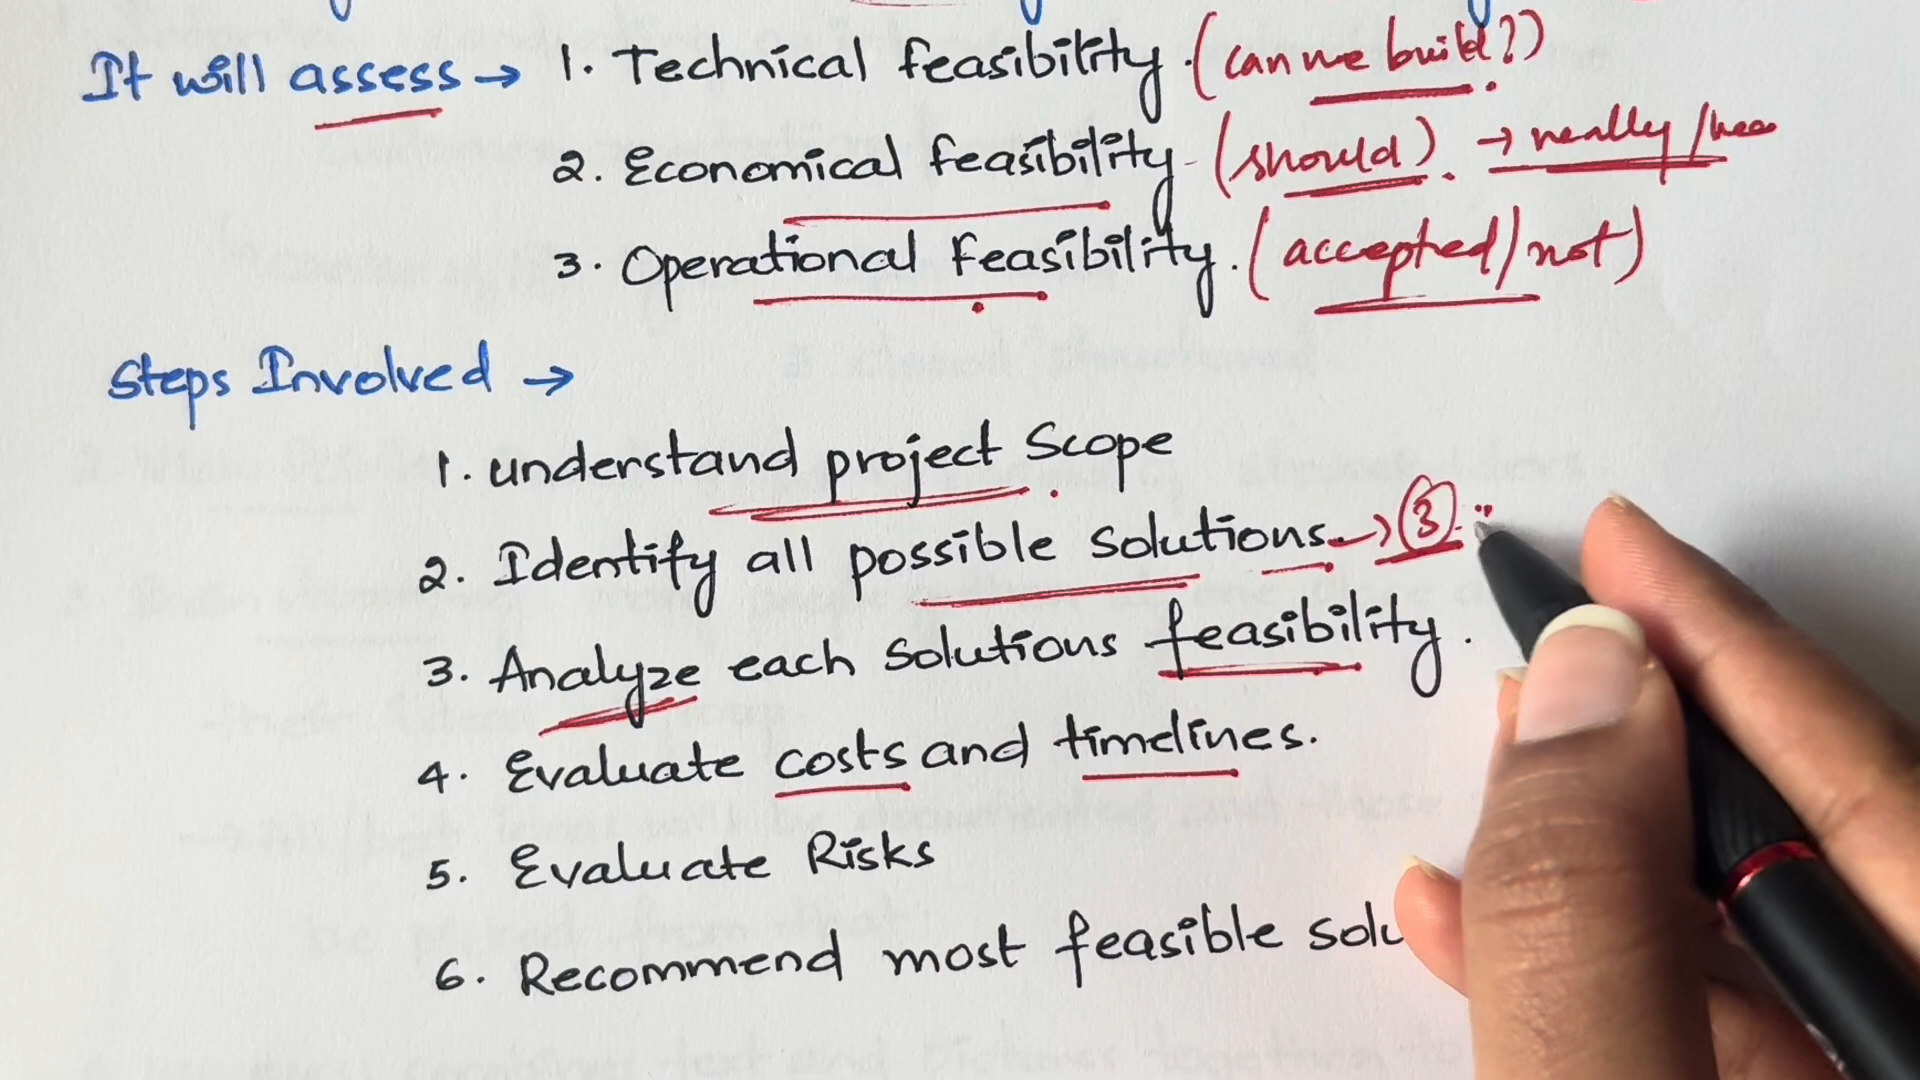 It will assess → 1. Technical feasibility. (can we build?)
2. Economical feasibility - (should). → really /
3. Operational Feasibility. (accepted/not)
Steps Involved →
1. understand project Scope
2. Identify all possible solutions. → 3
3. Analyze each solutions feasibility.
4. Evaluate costs and timelines.
5. Evaluate Risks
6. Recommend most feasible solu